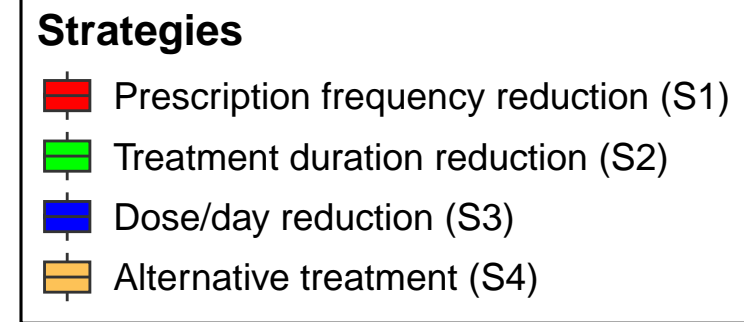 Strategies
Prescription frequency reduction (S1)
Treatment duration reduction (S2)
Dose/day reduction (S3)
Alternative treatment (S4)